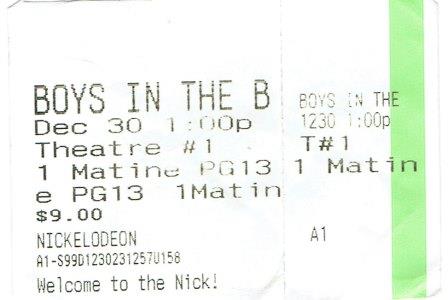 BOYS IN THE B
Dec 30 1:00p
Theatre #1
1 Matine PG13 1 Matin
e PG13 1Matin
$9.00
NICKELODEON
A1-S99D1230231257U158
Welcome to the Nick!
BOYS IN THE
1230 1:00p
T#1
A1